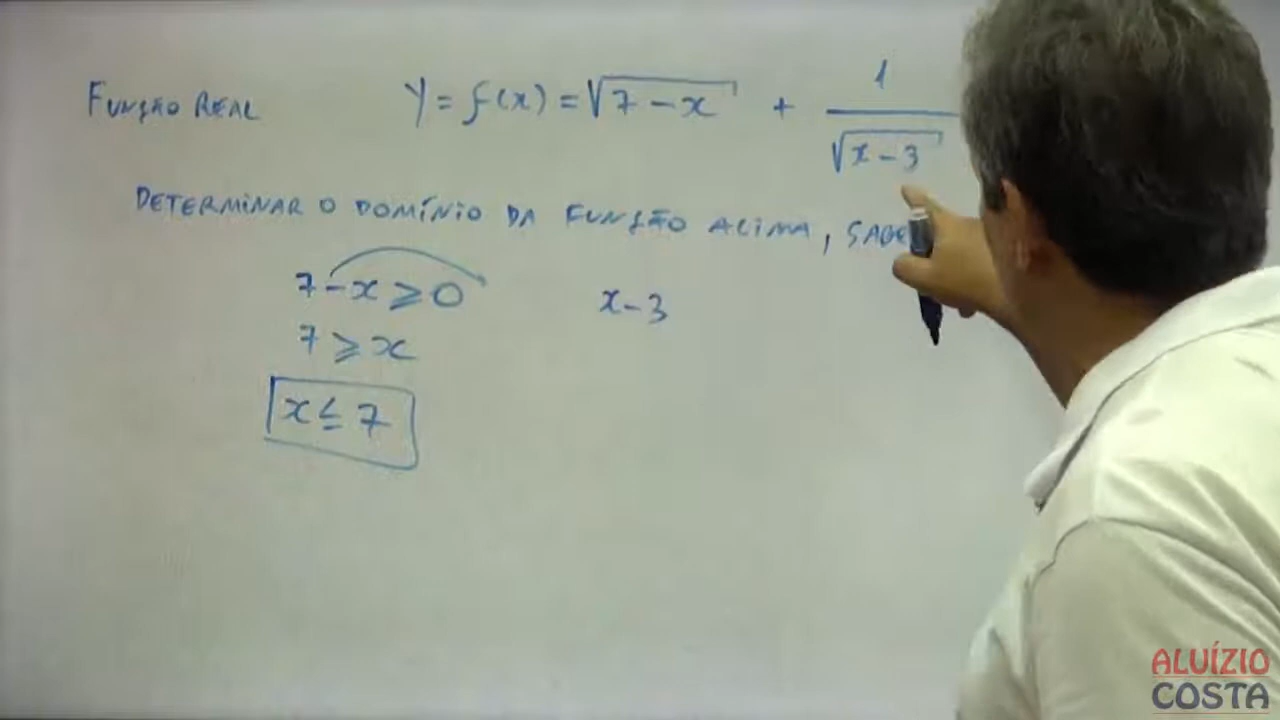 FUNÇÃO REAL y = f(x) = √7 - x + 1
√x - 3
DETERMINAR O DOMÍNIO DA FUNÇÃO ACIMA, SABE
7 - x ≥ 0 x - 3
7 ≥ x
x ≤ 7
ALUÍZIO
COSTA